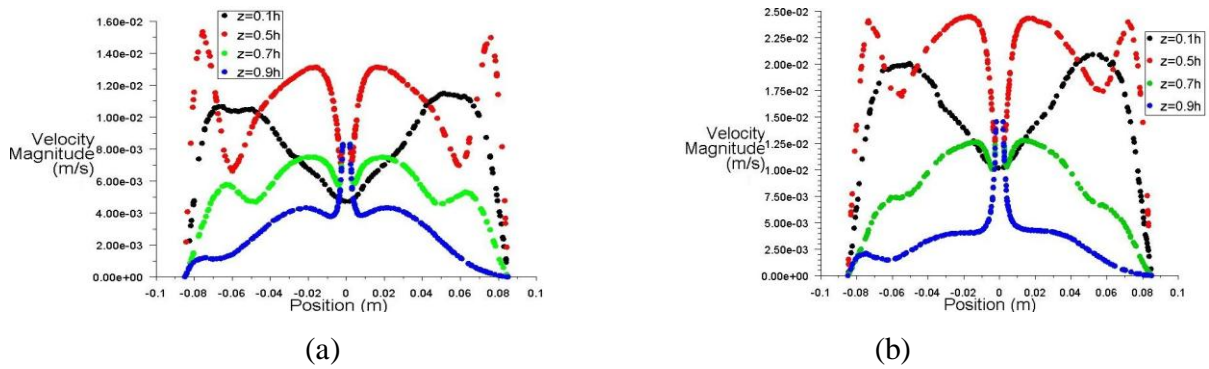 z=0.1h
z=0.5h
z=0.7h
z=0.9h
1.60e-02
1.40e-02
1.20e-02
1.00e-02
8.00e-03
6.00e-03
4.00e-03
2.00e-03
0.00e+00
Velocity
Magnitude
(m/s)
-0.1 -0.08 -0.06 -0.04 -0.02 0 0.02 0.04 0.06 0.08 0.1
Position (m)
(a)
z=0.1h
z=0.5h
z=0.7h
z=0.9h
2.50e-02
2.25e-02
2.00e-02
1.75e-02
1.50e-02
1.25e-02
1.00e-02
7.50e-03
5.00e-03
2.50e-03
0.00e+00
Velocity
Magnitude
(m/s)
-0.1 -0.08 -0.06 -0.04 -0.02 0 0.02 0.04 0.06 0.08 0.1
Position (m)
(b)